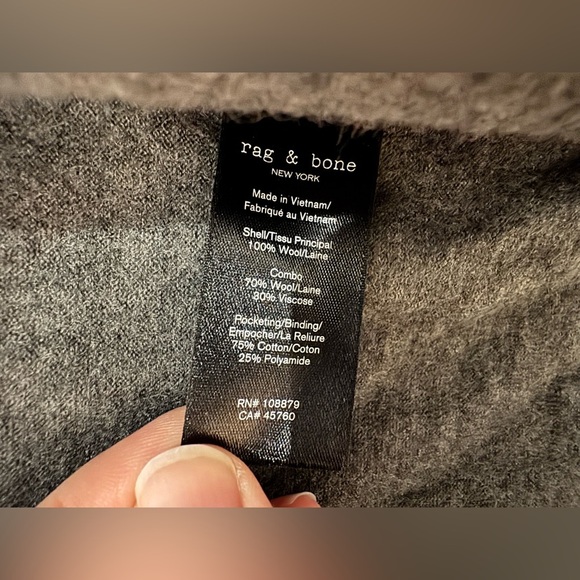 rag & bone
NEW YORK
Made in Vietnam/
Fabriqué au Vietnam
Shell/Tissu Principal
100% Wool/Laine
Combo
70% Wool/Laine
30% Viscose
Pocketing/Binding/
Empocher/La Reliure
75% Cotton/Coton
25% Polyamide
RN# 108879
CA# 45760